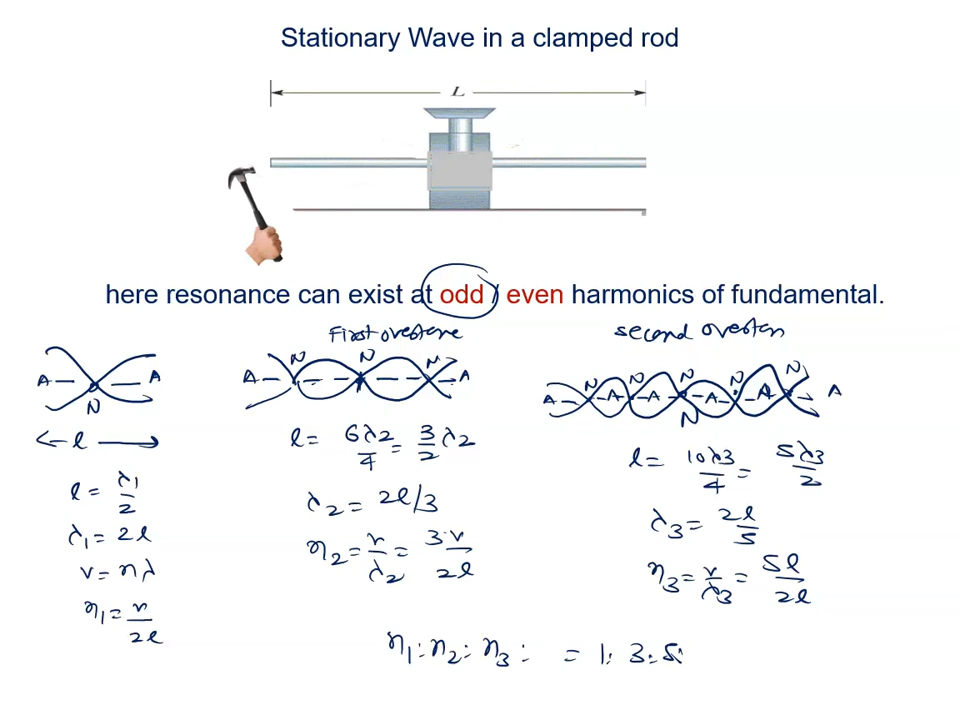 Stationary Wave in a clamped rod
L
here resonance can exist at odd / even harmonics of fundamental.
First overtone
second overton
A N A
A N N N A
A N A N A N N A N A N A
l
l = λ1/2
λ1 = 2l
v = nλ
n1 = v/2l
l = 6λ2/4 = 3/2 λ2
λ2 = 2l/3
n2 = v/λ2 = 3v/2l
l = 10λ3/4 = 5λ3/2
λ3 = 2l/5
n3 = v/λ3 = 5l/2l
n1 : n2 : n3 : = 1 : 3 : 5